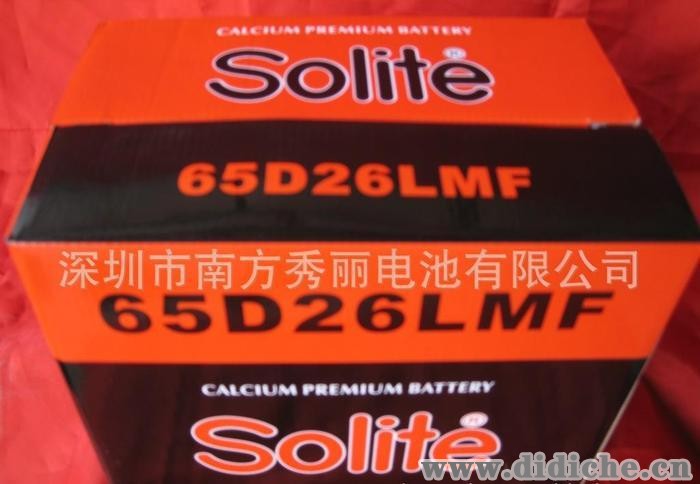 CALCIUM PREMIUM BATTERY
Solite®
65D26LMF
深圳市南方秀丽电池有限公司
65D26LMF
CALCIUM PREMIUM BATTERY
Solite®
www.didiche.cn